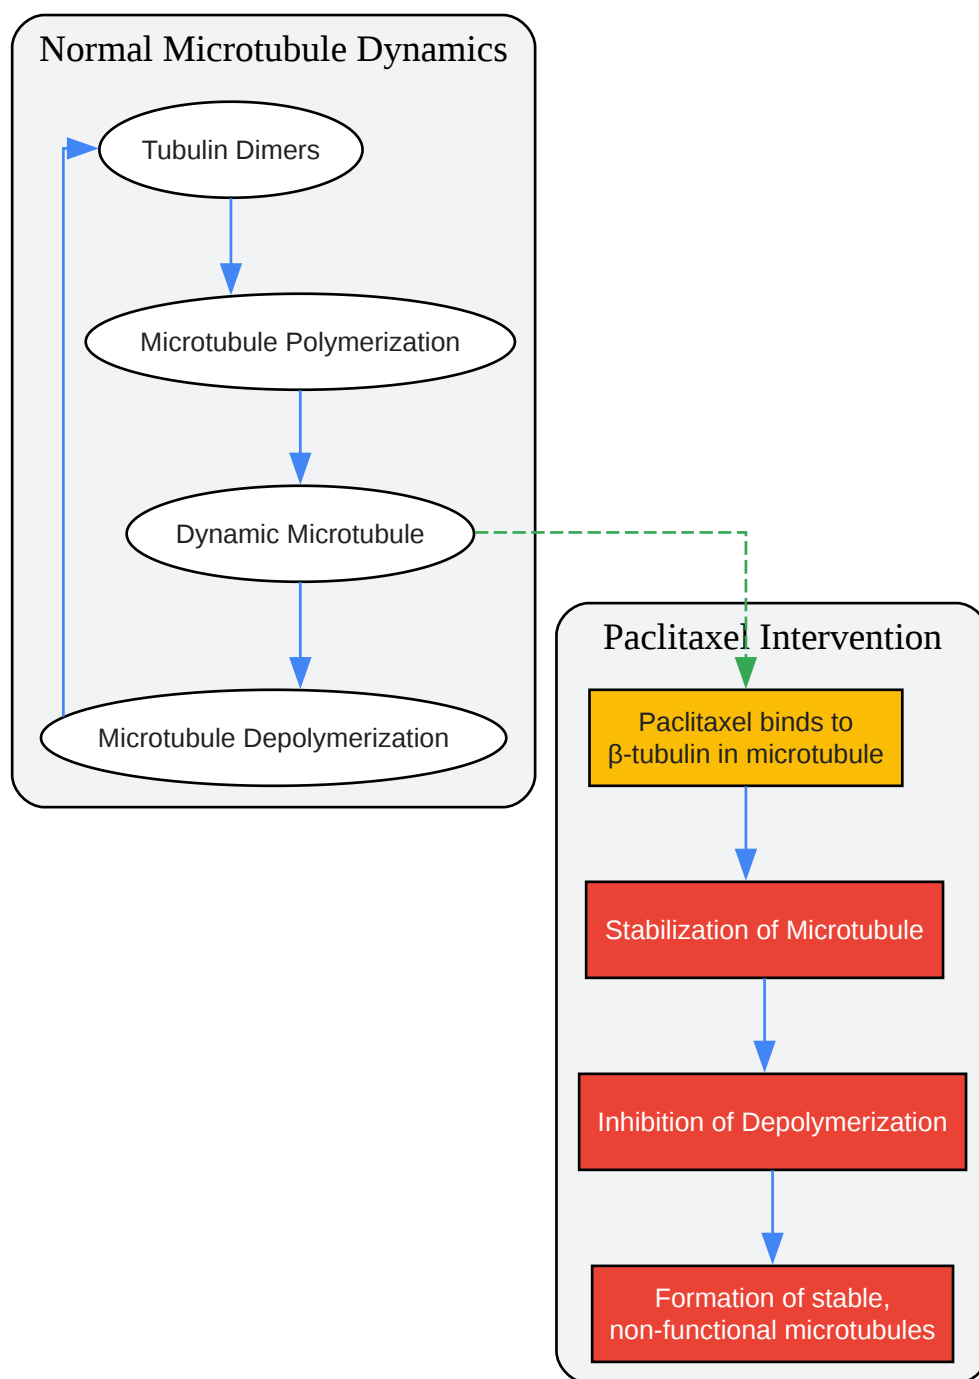 Normal Microtubule Dynamics
Tubulin Dimers
Microtubule Polymerization
Dynamic Microtubule
Microtubule Depolymerization
Paclitaxel Intervention
Paclitaxel binds to
β-tubulin in microtubule
Stabilization of Microtubule
Inhibition of Depolymerization
Formation of stable,
non-functional microtubules